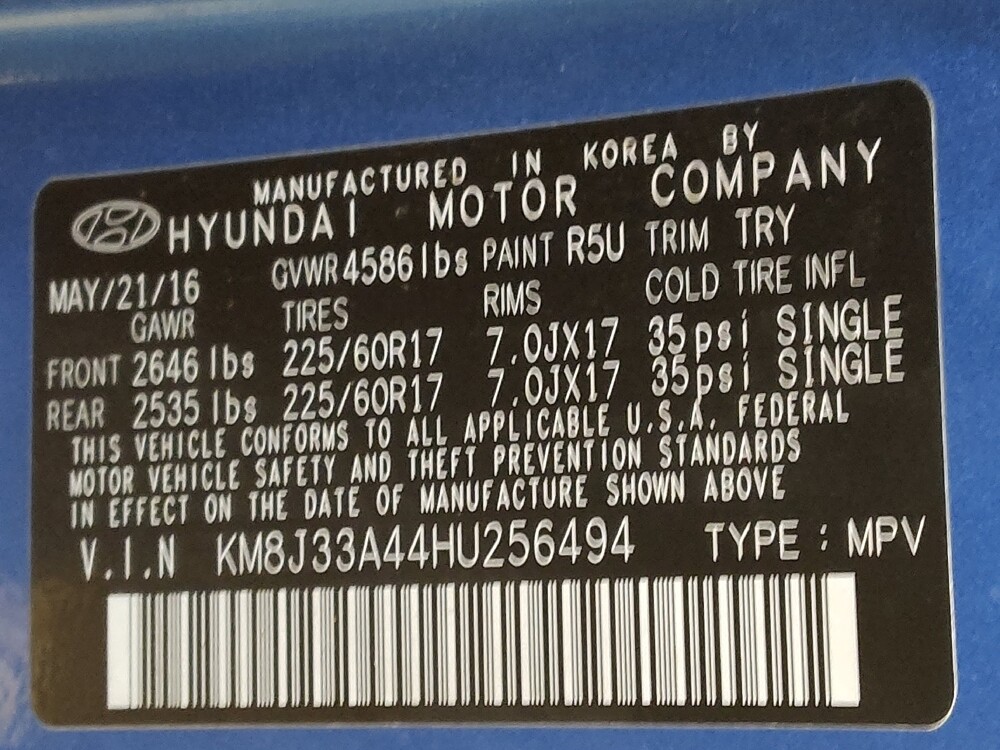 MANUFACTURED IN KOREA BY
HYUNDAI MOTOR COMPANY
MAY/21/16 GVWR 4586 lbs PAINT R5U TRIM TRY
GAWR TIRES RIMS COLD TIRE INFL
FRONT 2646 lbs 225/60R17 7.0JX17 35psi SINGLE
REAR 2535 lbs 225/60R17 7.0JX17 35psi SINGLE
THIS VEHICLE CONFORMS TO ALL APPLICABLE U.S.A. FEDERAL
MOTOR VEHICLE SAFETY AND THEFT PREVENTION STANDARDS
IN EFFECT ON THE DATE OF MANUFACTURE SHOWN ABOVE
V.I.N KM8J33A44HU256494 TYPE : MPV